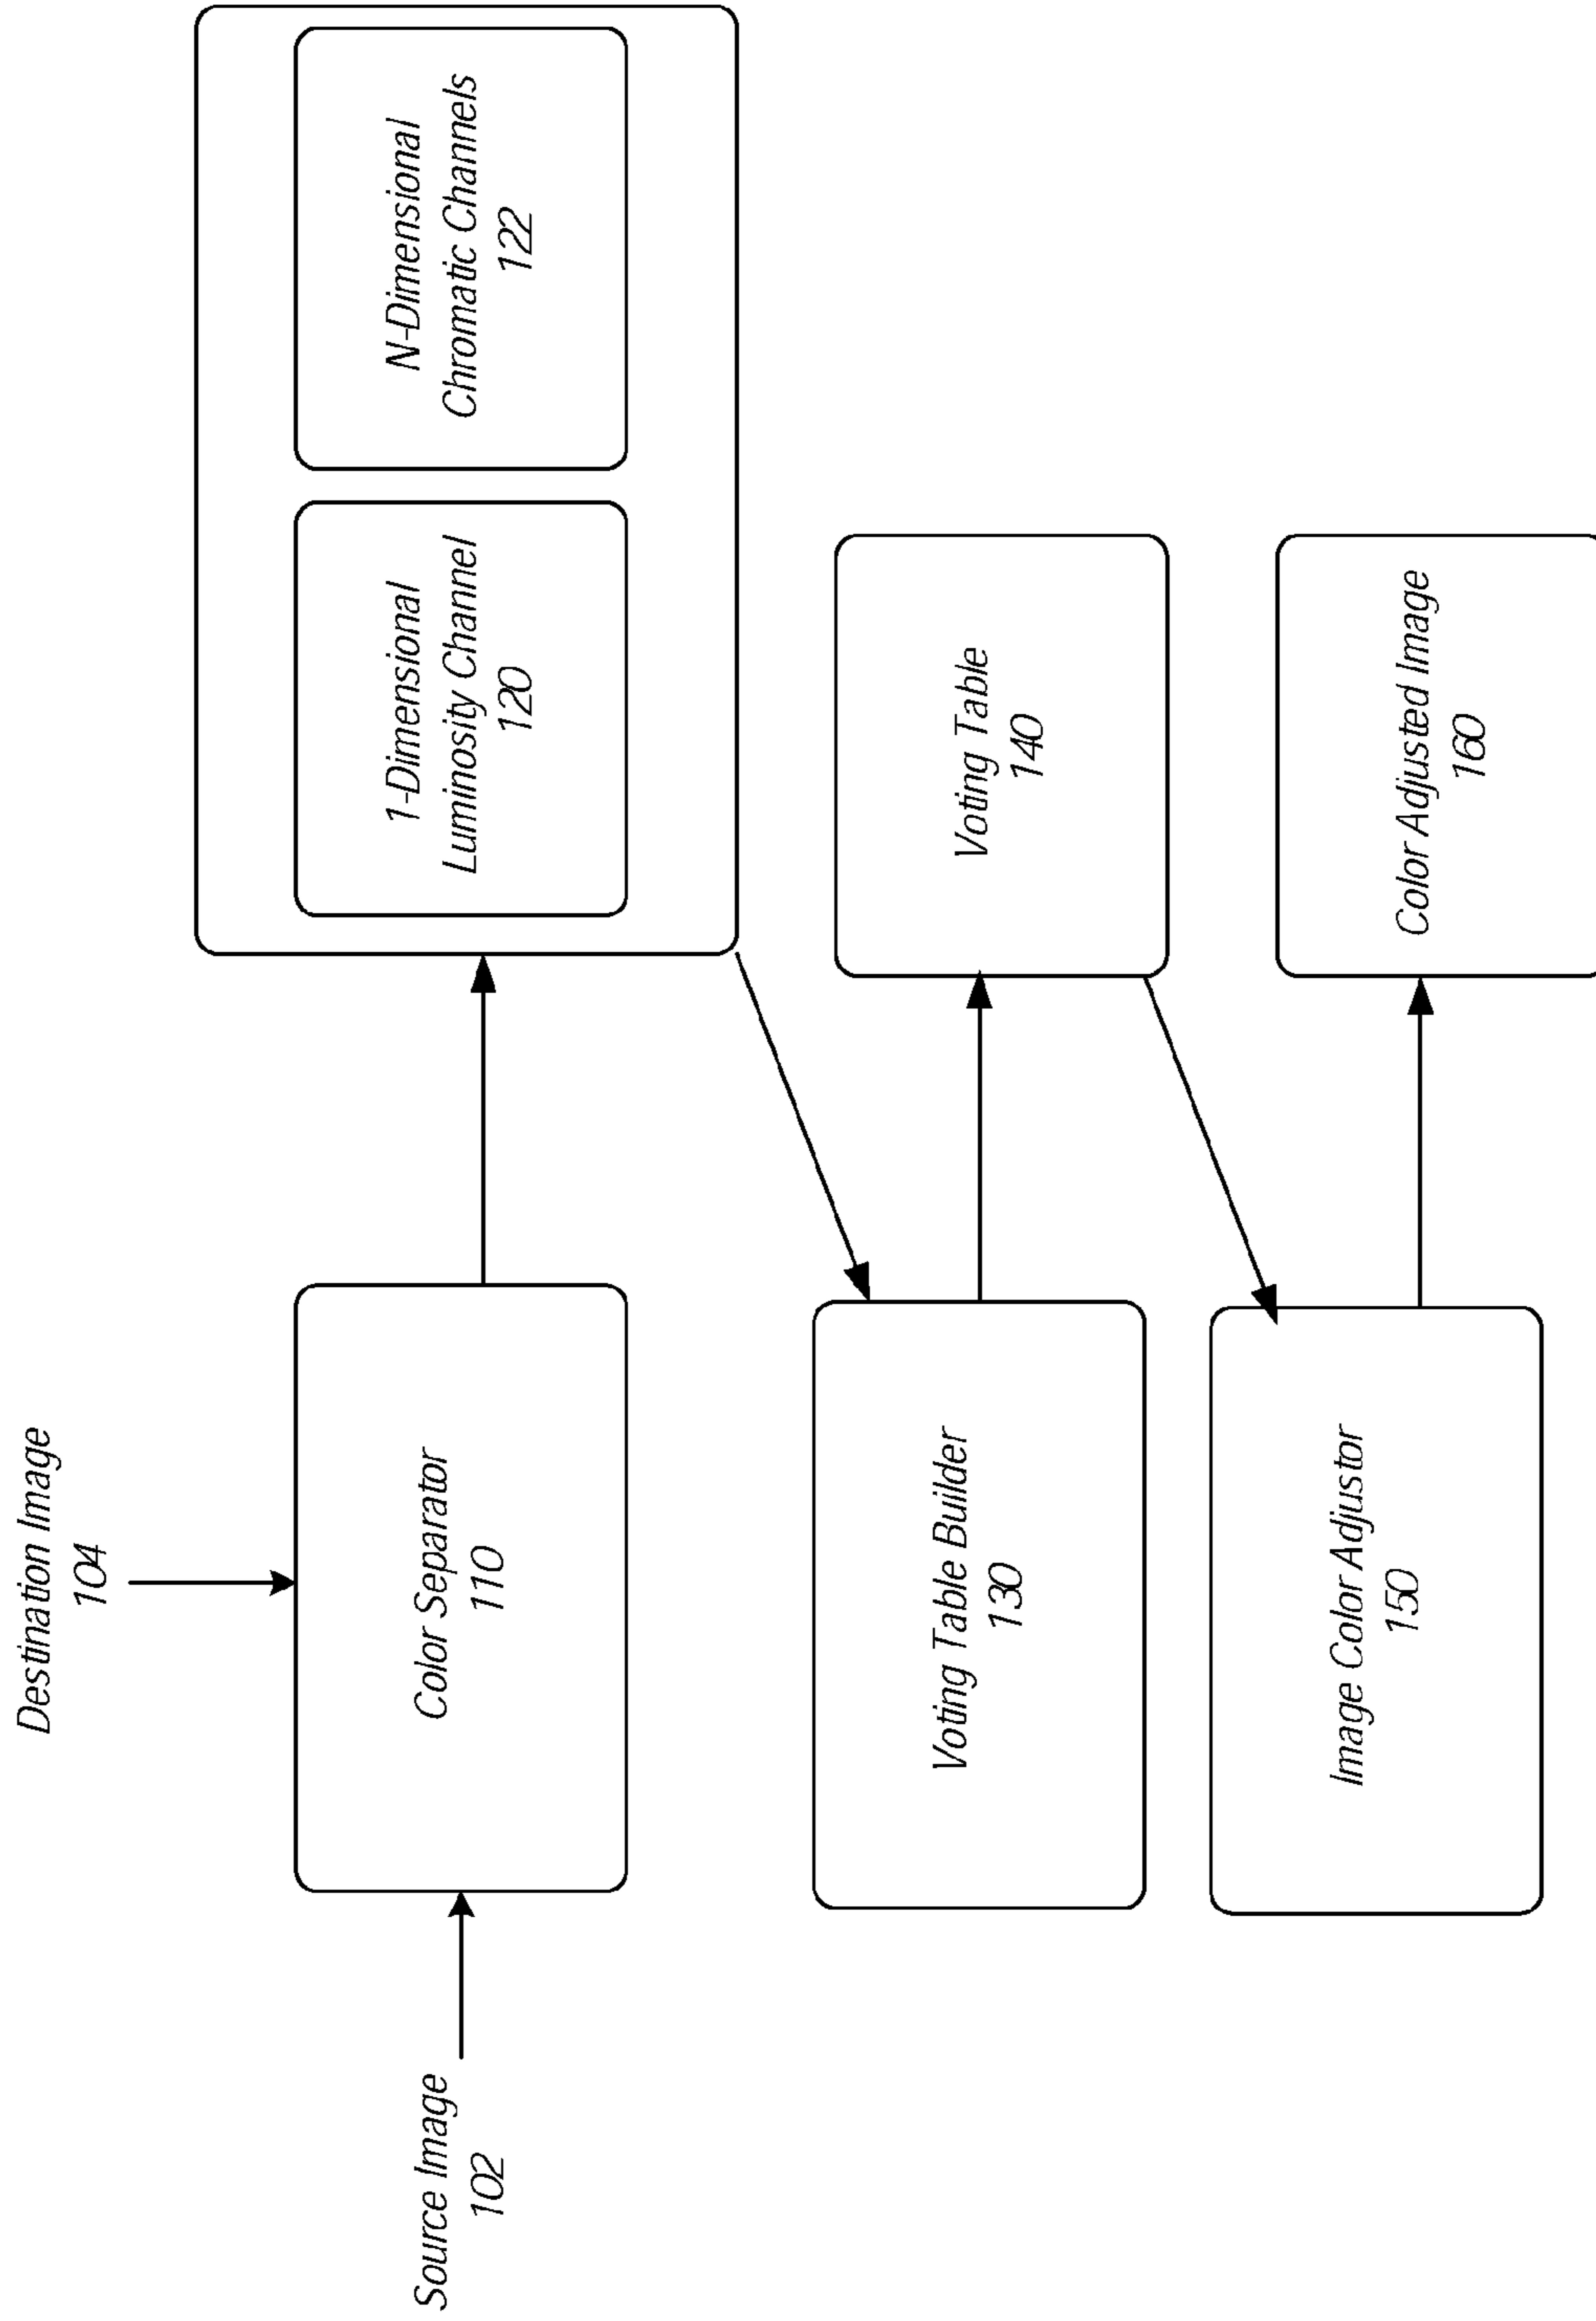 Destination Image
104
Source Image
102
Color Separator
110
1-Dimensional
Luminosity Channel
120
N-Dimensional
Chromatic Channels
122
Voting Table Builder
130
Voting Table
140
Image Color Adjustor
150
Color Adjusted Image
160